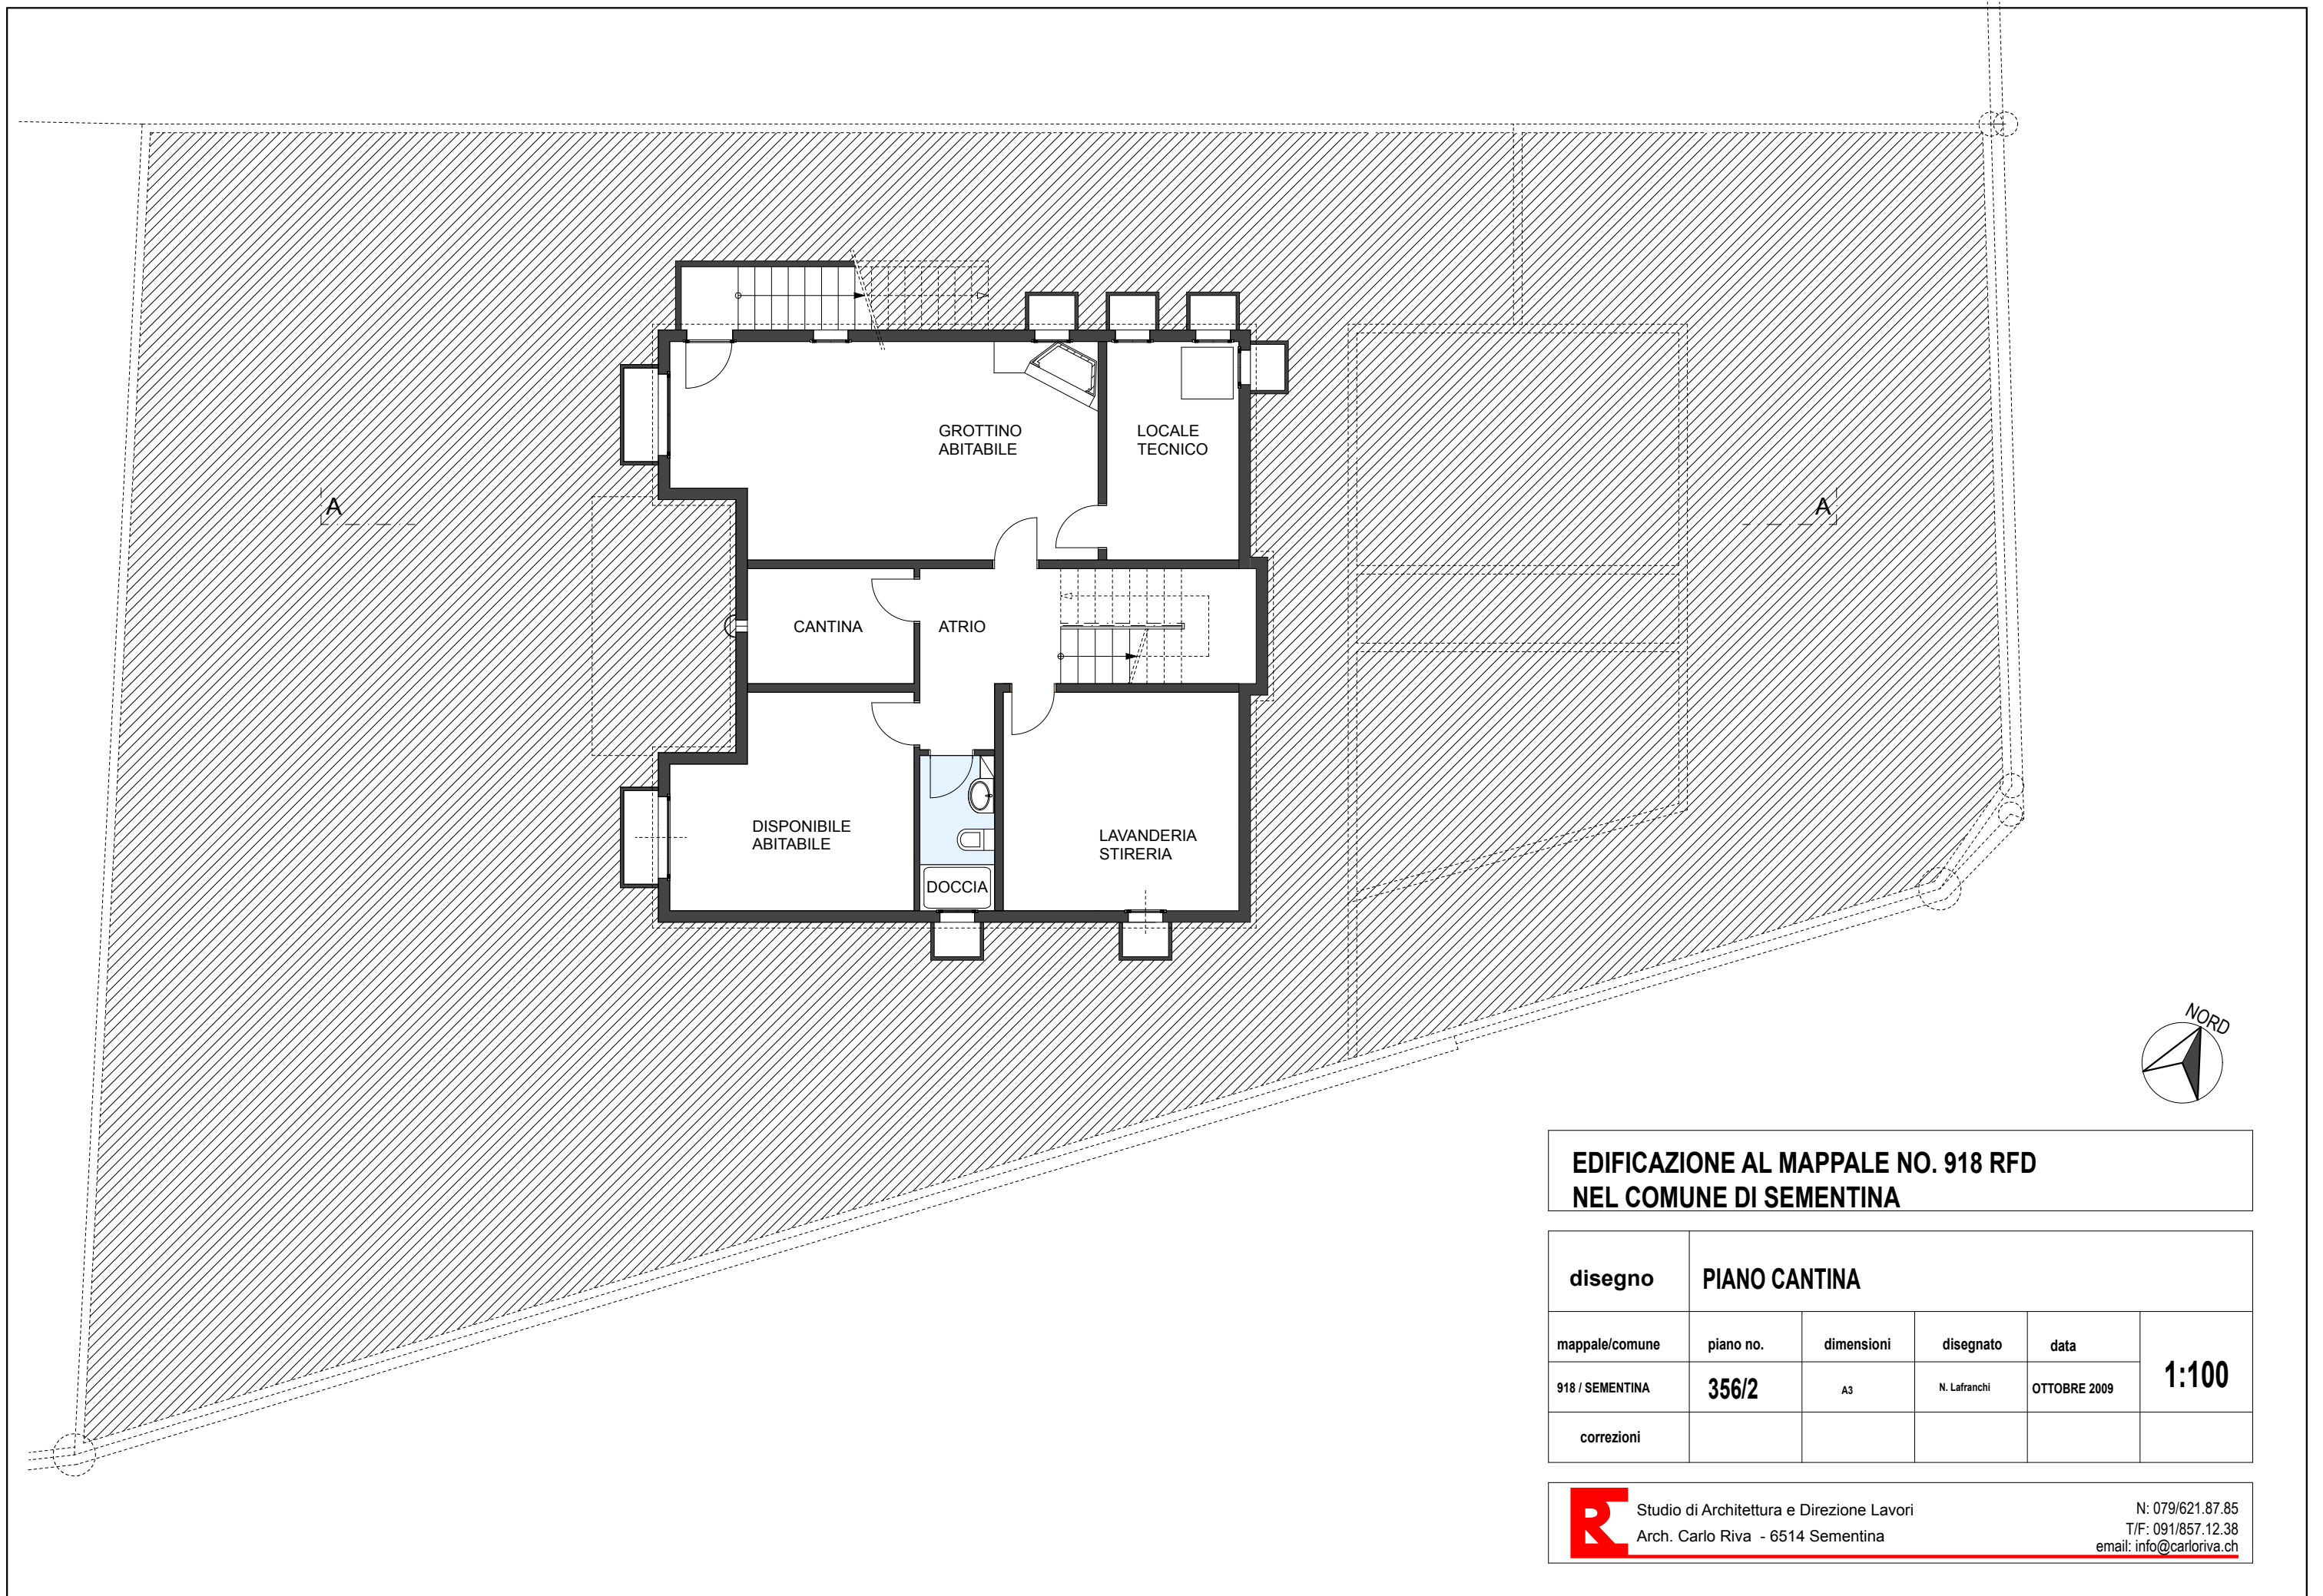 GROTTINO
ABITABILE
LOCALE
TECNICO
A
A
CANTINA
ATRIO
DISPONIBILE
ABITABILE
LAVANDERIA
STIRERIA
DOCCIA
NORD
EDIFICAZIONE AL MAPPALE NO. 918 RFD
NEL COMUNE DI SEMENTINA
disegno PIANO CANTINA
mappale/comune piano no. dimensioni disegnato data
918 / SEMENTINA 356/2 A3 N. Lafranchi OTTOBRE 2009 1:100
correzioni
R
Studio di Architettura e Direzione Lavori
Arch. Carlo Riva - 6514 Sementina
N: 079/621.87.85
T/F: 091/857.12.38
email: info@carloriva.ch